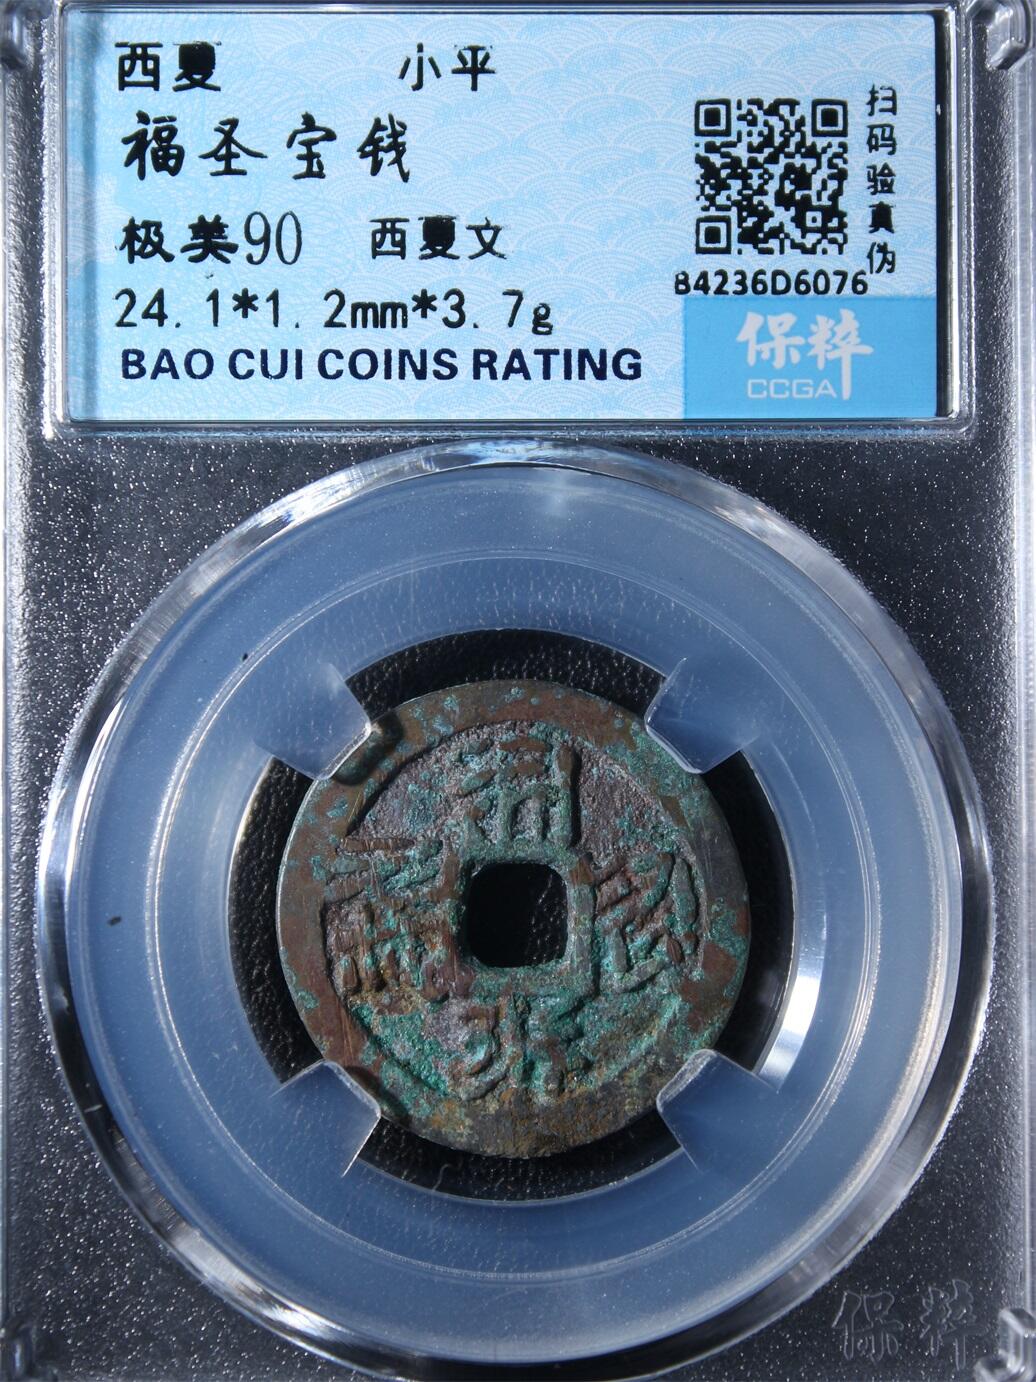 西夏 小平
福圣宝钱
极美90 西夏文
24.1*1.2mm*3.7g
BAO CUI COINS RATING
扫码验真伪
B4236D6076
保粹
CCGA
保粹